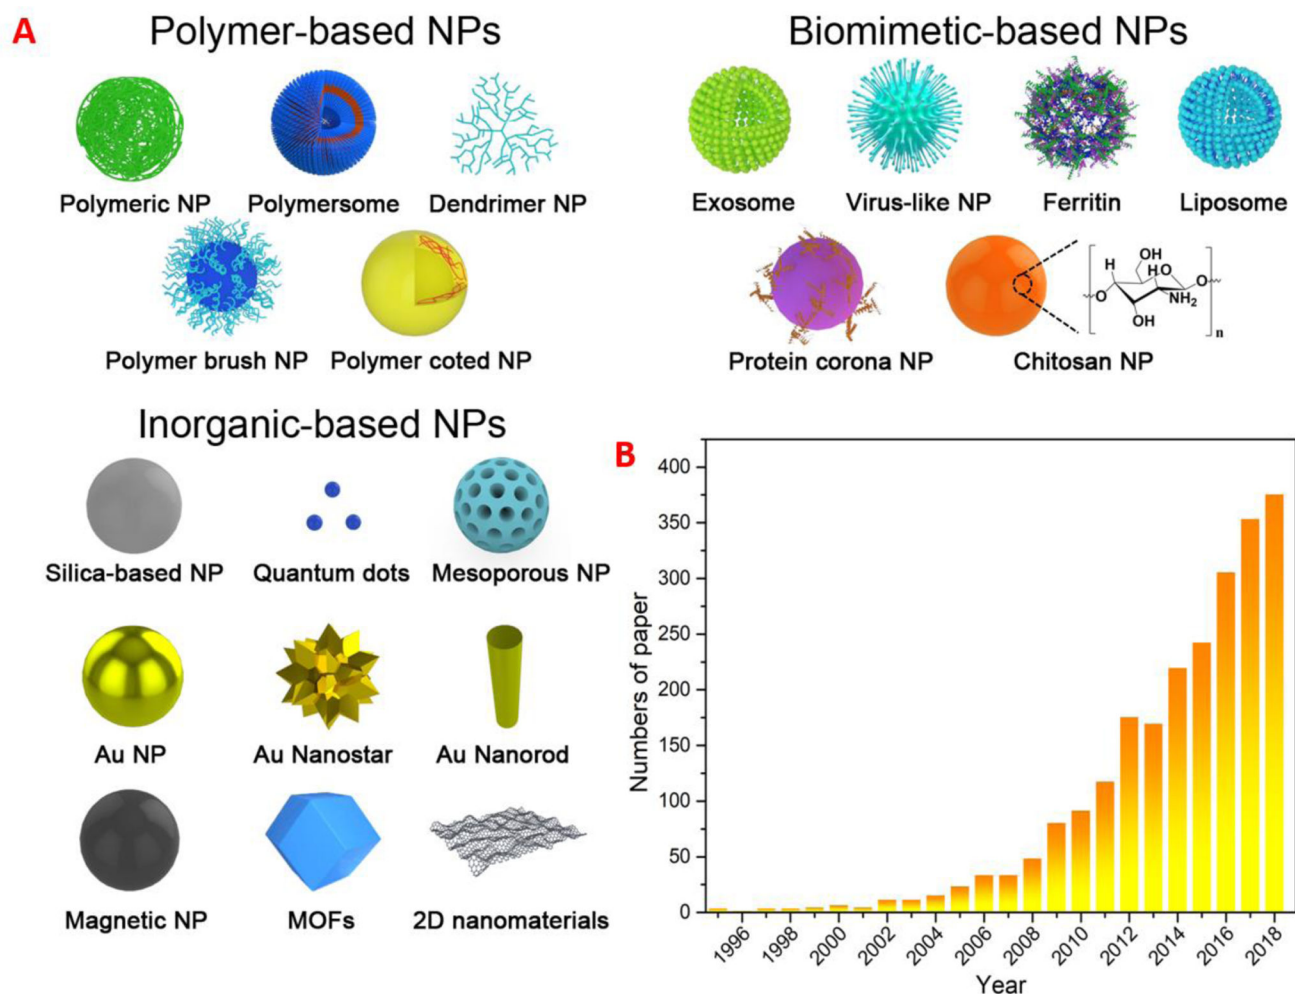 A
Polymer-based NPs
Polymeric NP
Polymersome
Dendrimer NP
Polymer brush NP
Polymer coted NP
Biomimetic-based NPs
Exosome
Virus-like NP
Ferritin
Liposome
Protein corona NP
Chitosan NP
OH
H
H
O
O
O
NH2
OH
n
Inorganic-based NPs
Silica-based NP
Quantum dots
Mesoporous NP
Au NP
Au Nanostar
Au Nanorod
Magnetic NP
MOFs
2D nanomaterials
B
Numbers of paper
400
350
300
250
200
150
100
50
0
1996
1998
2000
2002
2004
2006
2008
2010
2012
2014
2016
2018
Year